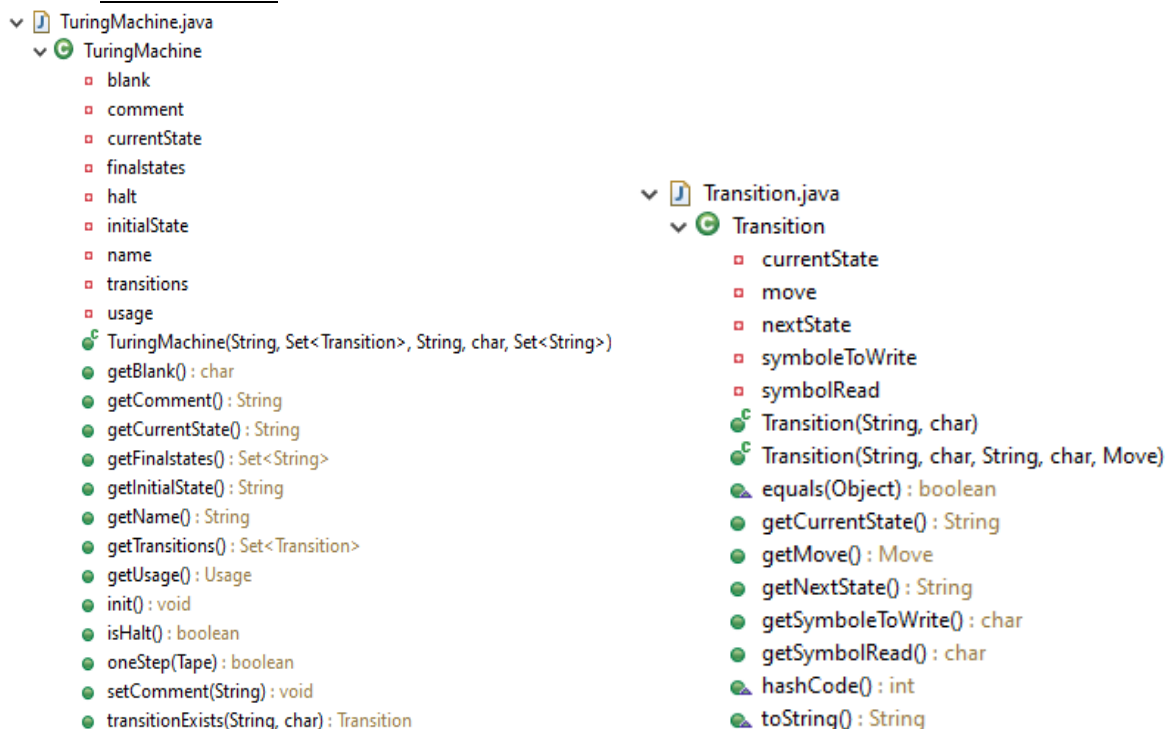 TuringMachine.java
TuringMachine
blank
comment
currentState
finalstates
halt
initialState
name
transitions
usage
TuringMachine(String, Set<Transition>, String, char, Set<String>)
getBlank() : char
getComment() : String
getCurrentState() : String
getFinalstates() : Set<String>
getInitialState() : String
getName() : String
getTransitions() : Set<Transition>
getUsage() : Usage
init() : void
isHalt() : boolean
oneStep(Tape) : boolean
setComment(String) : void
transitionExists(String, char) : Transition
Transition.java
Transition
currentState
move
nextState
symboleToWrite
symbolRead
Transition(String, char)
Transition(String, char, String, char, Move)
equals(Object) : boolean
getCurrentState() : String
getMove() : Move
getNextState() : String
getSymboleToWrite() : char
getSymbolRead() : char
hashCode() : int
toString() : String